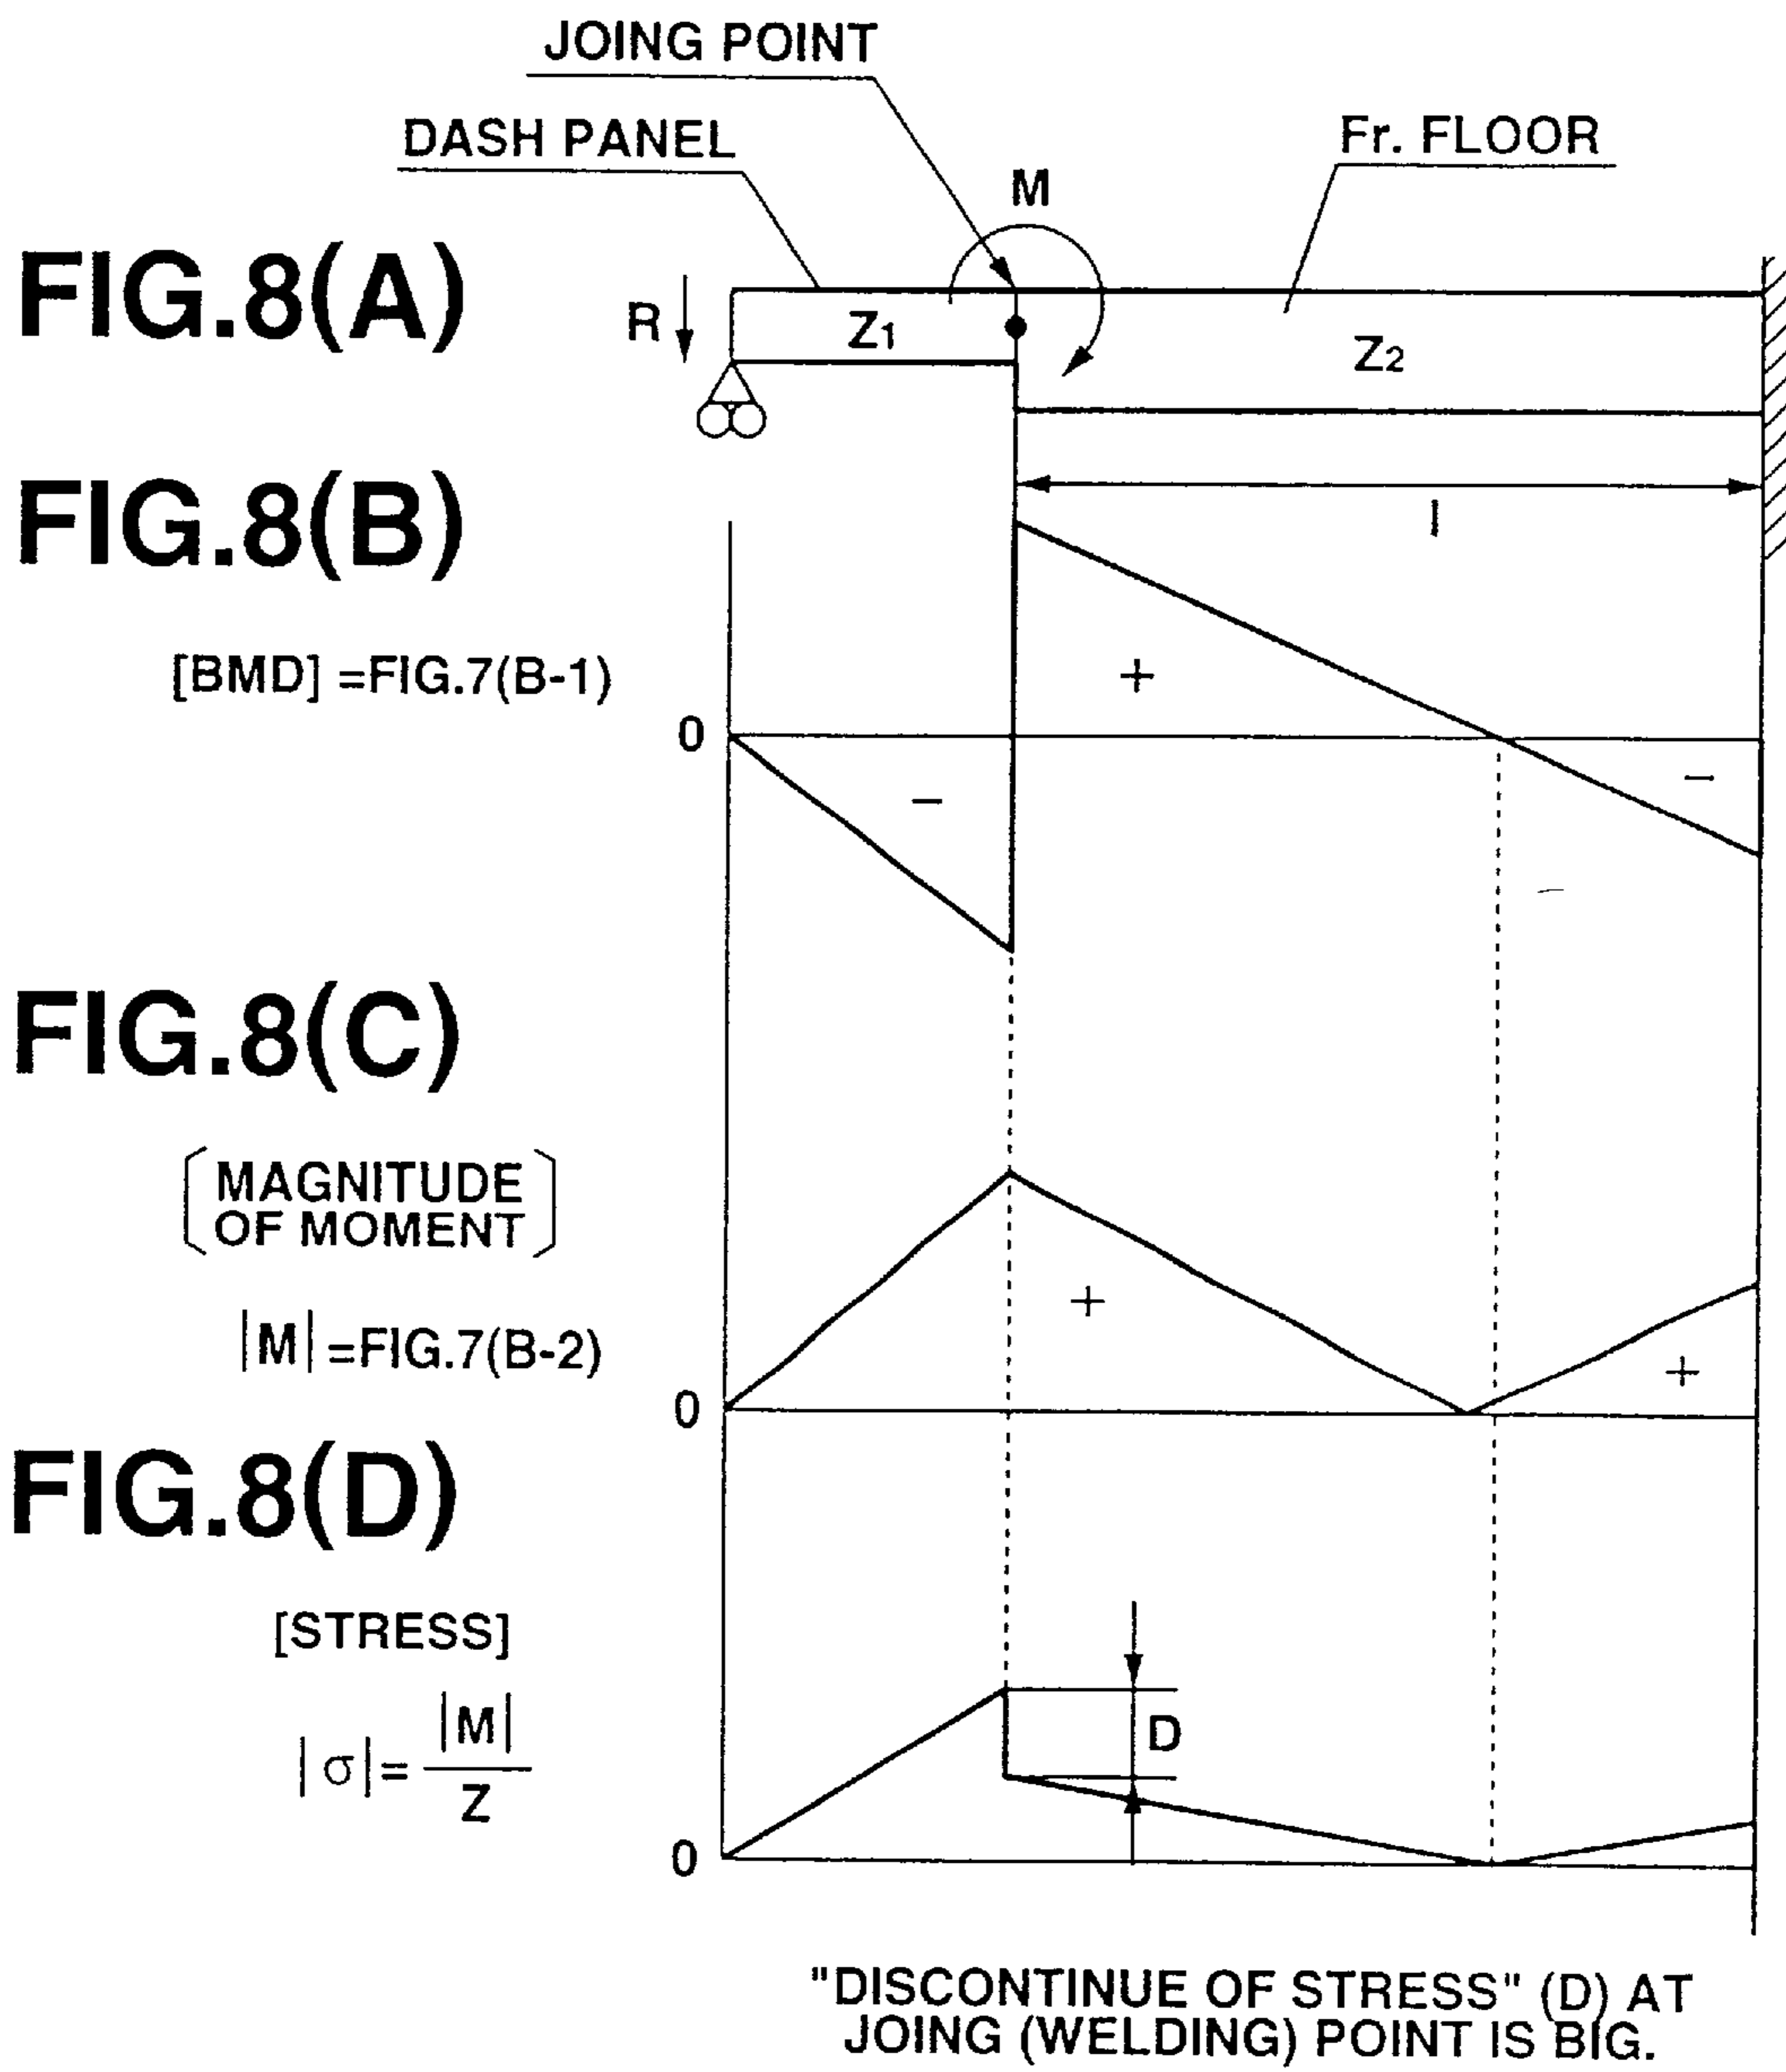 JOING POINT
DASH PANEL
Fr. FLOOR
M
FIG.8(A)
R
Z1
Z2
FIG.8(B)
l
[BMD] =FIG.7(B-1)
+
0
−
−
FIG.8(C)
[MAGNITUDE
OF MOMENT]
+
|M| =FIG.7(B-2)
+
0
FIG.8(D)
[STRESS]
D
|σ|= |M|
Z
0
"DISCONTINUE OF STRESS" (D) AT
JOING (WELDING) POINT IS BIG.